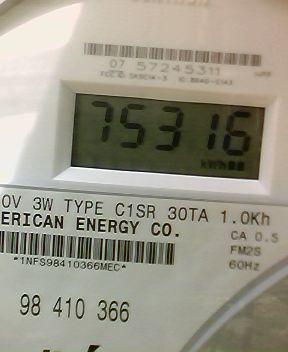 07 57245311
75316
kWh
0V 3W TYPE C1SR 30TA 1.0Kh
ERICAN ENERGY CO.
CA 0.5
FM2S
*1NFS98410366MEC*
60Hz
98 410 366